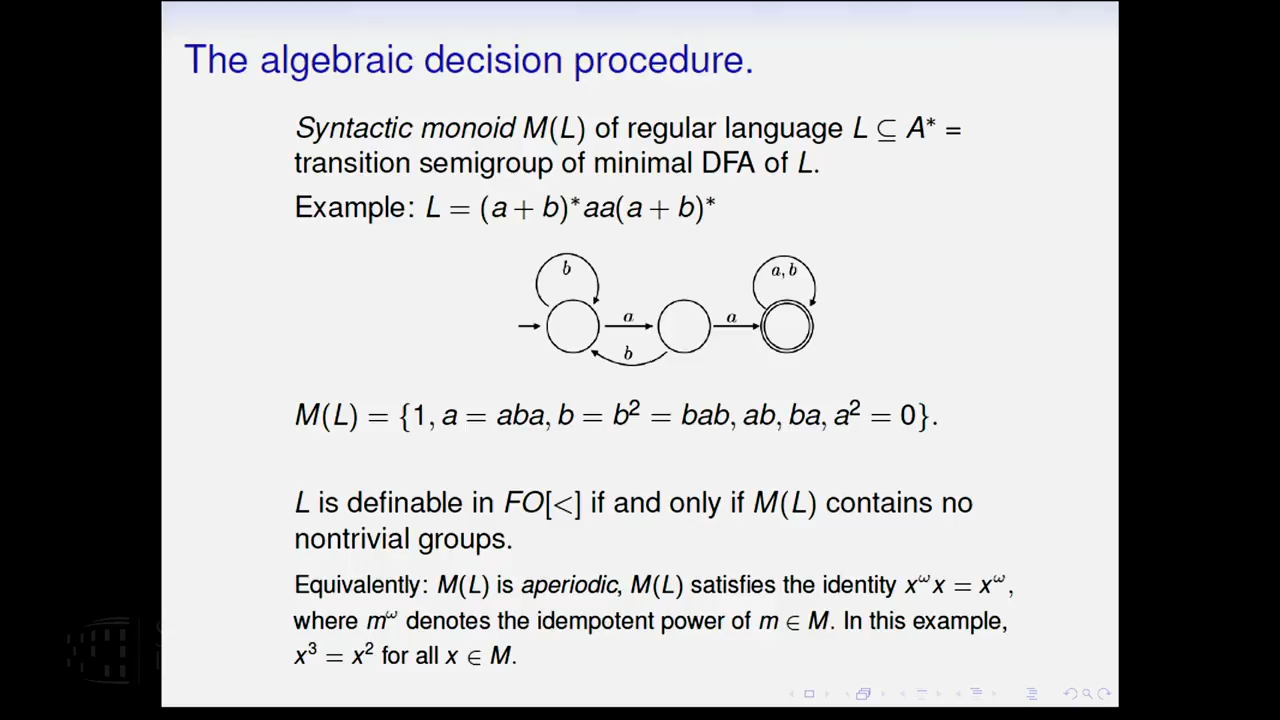 The algebraic decision procedure.
Syntactic monoid M(L) of regular language L ⊆ A* =
transition semigroup of minimal DFA of L.
Example: L = (a + b)*aa(a + b)*
b
a, b
a
a
b
M(L) = {1, a = aba, b = b² = bab, ab, ba, a² = 0}.
L is definable in FO[<] if and only if M(L) contains no
nontrivial groups.
Equivalently: M(L) is aperiodic, M(L) satisfies the identity x^ω x = x^ω,
where m^ω denotes the idempotent power of m ∈ M. In this example,
x³ = x² for all x ∈ M.